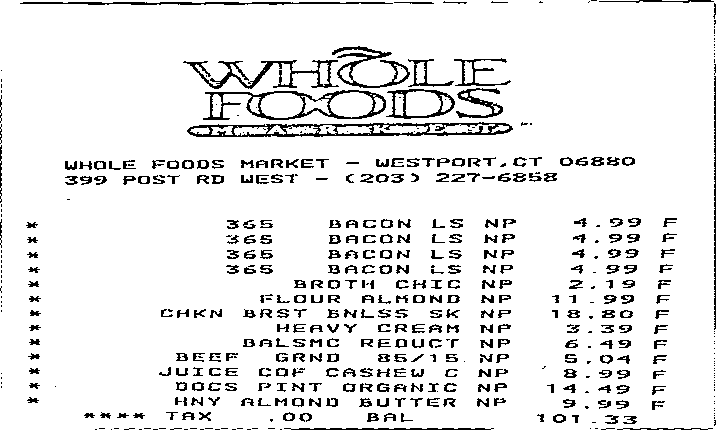 WHOLE
FOODS
MARKET
WHOLE FOODS MARKET - WESTPORT,CT 06880
399 POST RD WEST - (203) 227-6858
* 365 BACON LS NP 4.99 F
* 365 BACON LS NP 4.99 F
* 365 BACON LS NP 4.99 F
* 365 BACON LS NP 4.99 F
* BROTH CHIC NP 2.19 F
* FLOUR ALMOND NP 11.99 F
* CHKN BRST BNLSS SK NP 18.80 F
* HEAVY CREAM NP 3.39 F
* BALSMC REDUCT NP 6.49 F
* BEEF GRND 85/15 NP 5.04 F
* JUICE COF CASHEW C NP 8.99 F
* DOCS PINT ORGANIC NP 14.49 F
* HNY ALMOND BUTTER NP 9.99 F
**** TAX .00 BAL 101.33